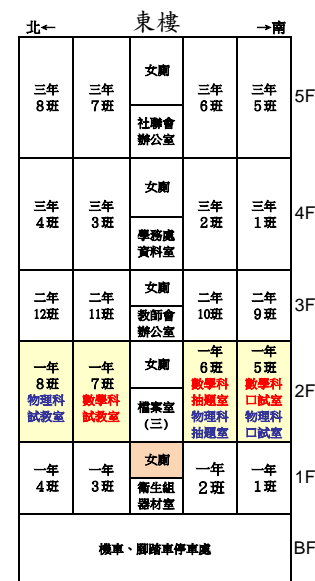 東樓
北← →南
三年
8班
三年
7班
女廁
社聯會
辦公室
三年
6班
三年
5班
5F
三年
4班
三年
3班
女廁
學務處
資料室
三年
2班
三年
1班
4F
二年
12班
二年
11班
女廁
教師會
辦公室
二年
10班
二年
9班
3F
一年
8班
物理科
試教室
一年
7班
數學科
試教室
女廁
檔案室
(三)
一年
6班
數學科
抽題室
物理科
抽題室
一年
5班
數學科
口試室
物理科
口試室
2F
一年
4班
一年
3班
女廁
衛生組
器材室
一年
2班
一年
1班
1F
機車、腳踏車停車處
BF